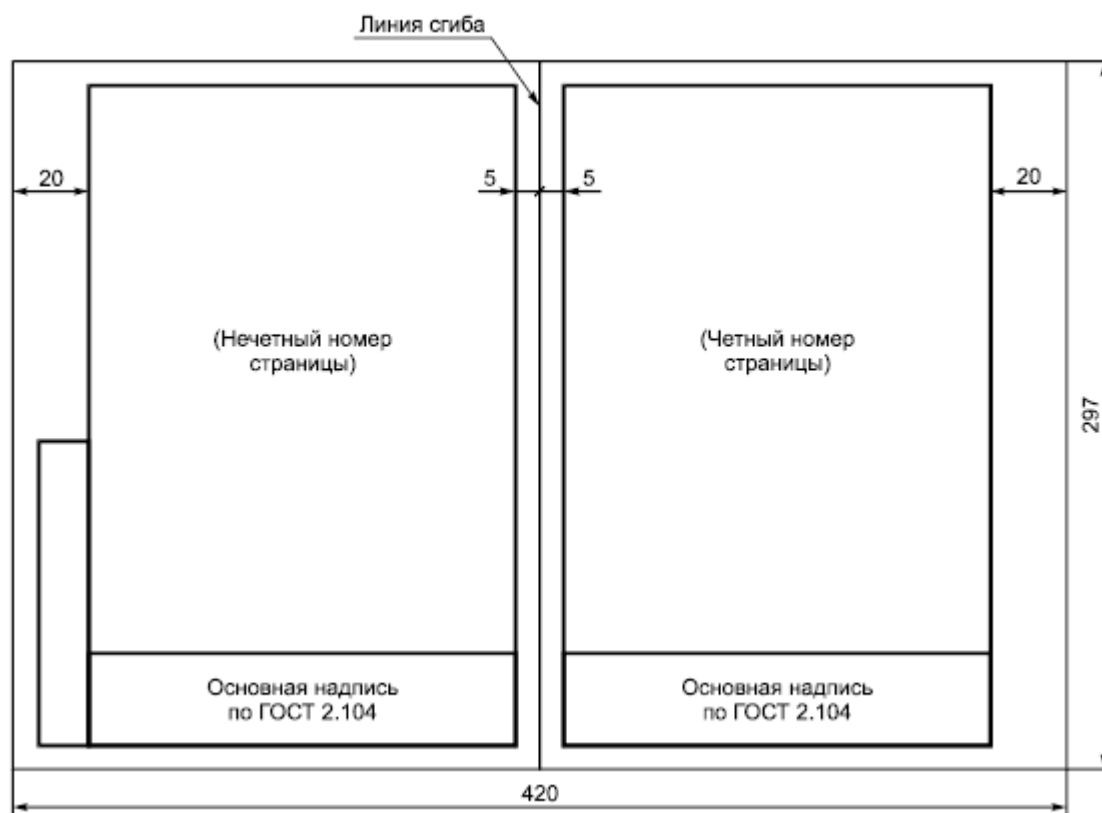 Линия сгиба
20
5
5
20
(Нечетный номер
страницы)
(Четный номер
страницы)
297
Основная надпись
по ГОСТ 2.104
Основная надпись
по ГОСТ 2.104
420